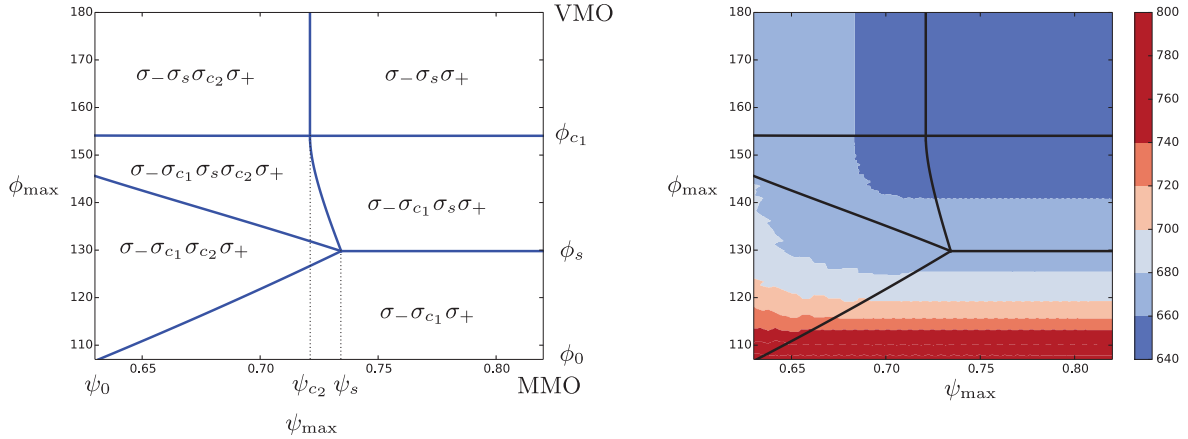 180
170
160
150
140
130
120
110
ϕmax
σ−σsσc2σ+
σ−σsσ+
σ−σc1σsσc2σ+
σ−σc1σsσ+
σ−σc1σc2σ+
σ−σc1σ+
VMO
ϕc1
ϕs
ϕ0
MMO
0.65
0.70
0.75
0.80
ψ0
ψc2
ψs
ψmax
180
170
160
150
140
130
120
110
ϕmax
0.65
0.70
0.75
0.80
ψmax
800
780
760
740
720
700
680
660
640